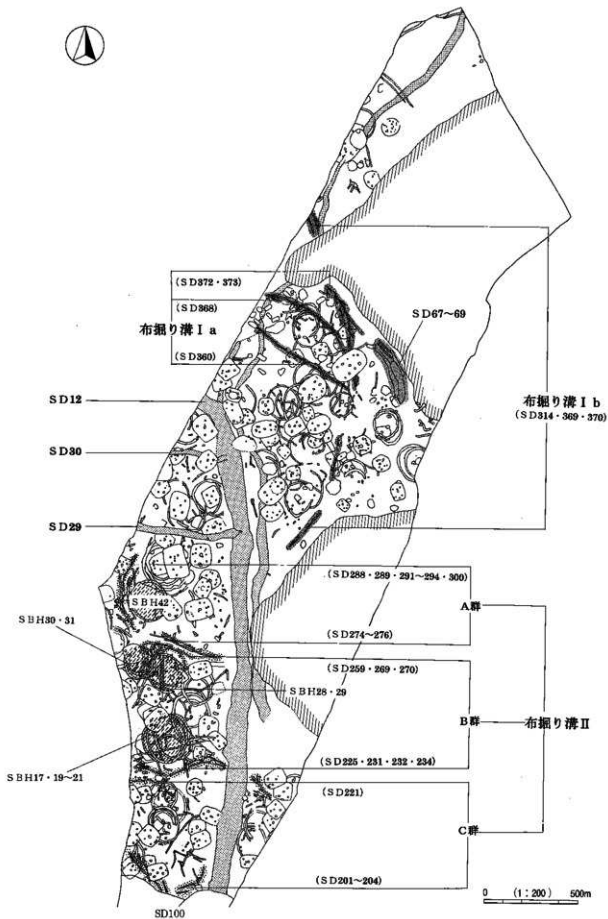 (SD372・373)
(SD368)
布掘り溝Ⅰa
(SD360)
SD67～69
布掘り溝Ⅰb
(SD314・369・370)
SD12
SD30
SD29
(SD288・289・291～294・300)
SBH42
A群
SBH30・31
(SD274～276)
(SD259・269・270)
SBH28・29
B群
布掘り溝Ⅱ
(SD225・231・232・234)
SBH17・19～21
(SD221)
C群
(SD201～204)
SD100
0 (1:200) 500m